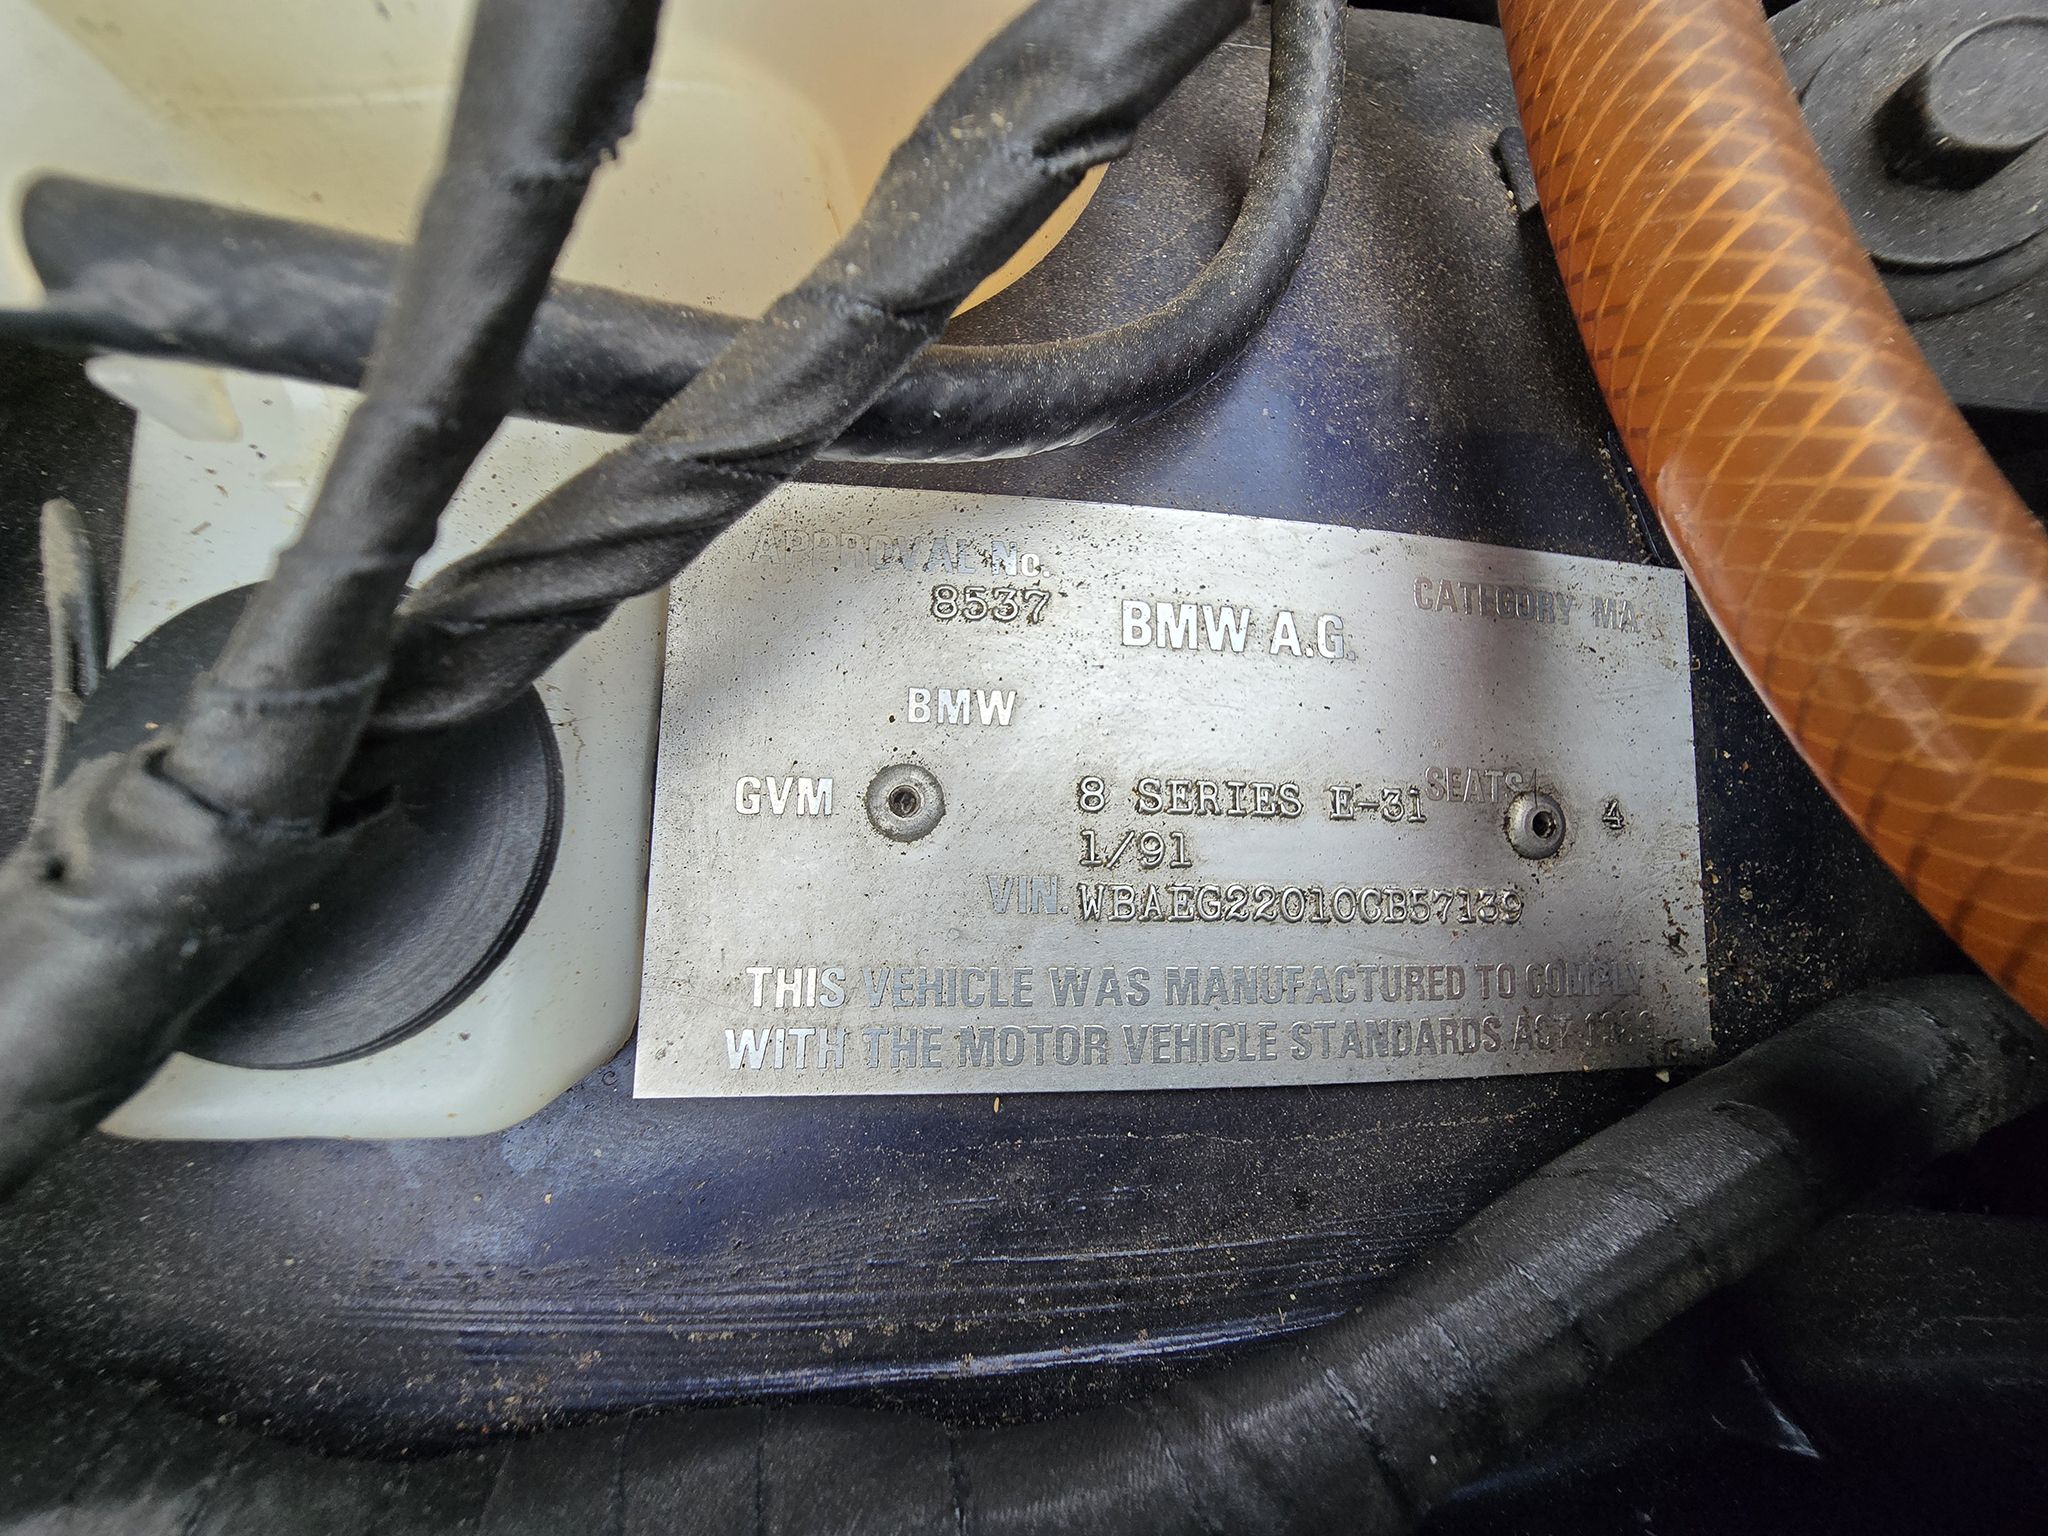 APPROVAL No.
8537
BMW A.G.
CATEGORY MA
BMW
GVM
8 SERIES E-31
SEATS 4
1/91
VIN. WBAEG22010CB57139
THIS VEHICLE WAS MANUFACTURED TO COMPLY
WITH THE MOTOR VEHICLE STANDARDS ACT 1989